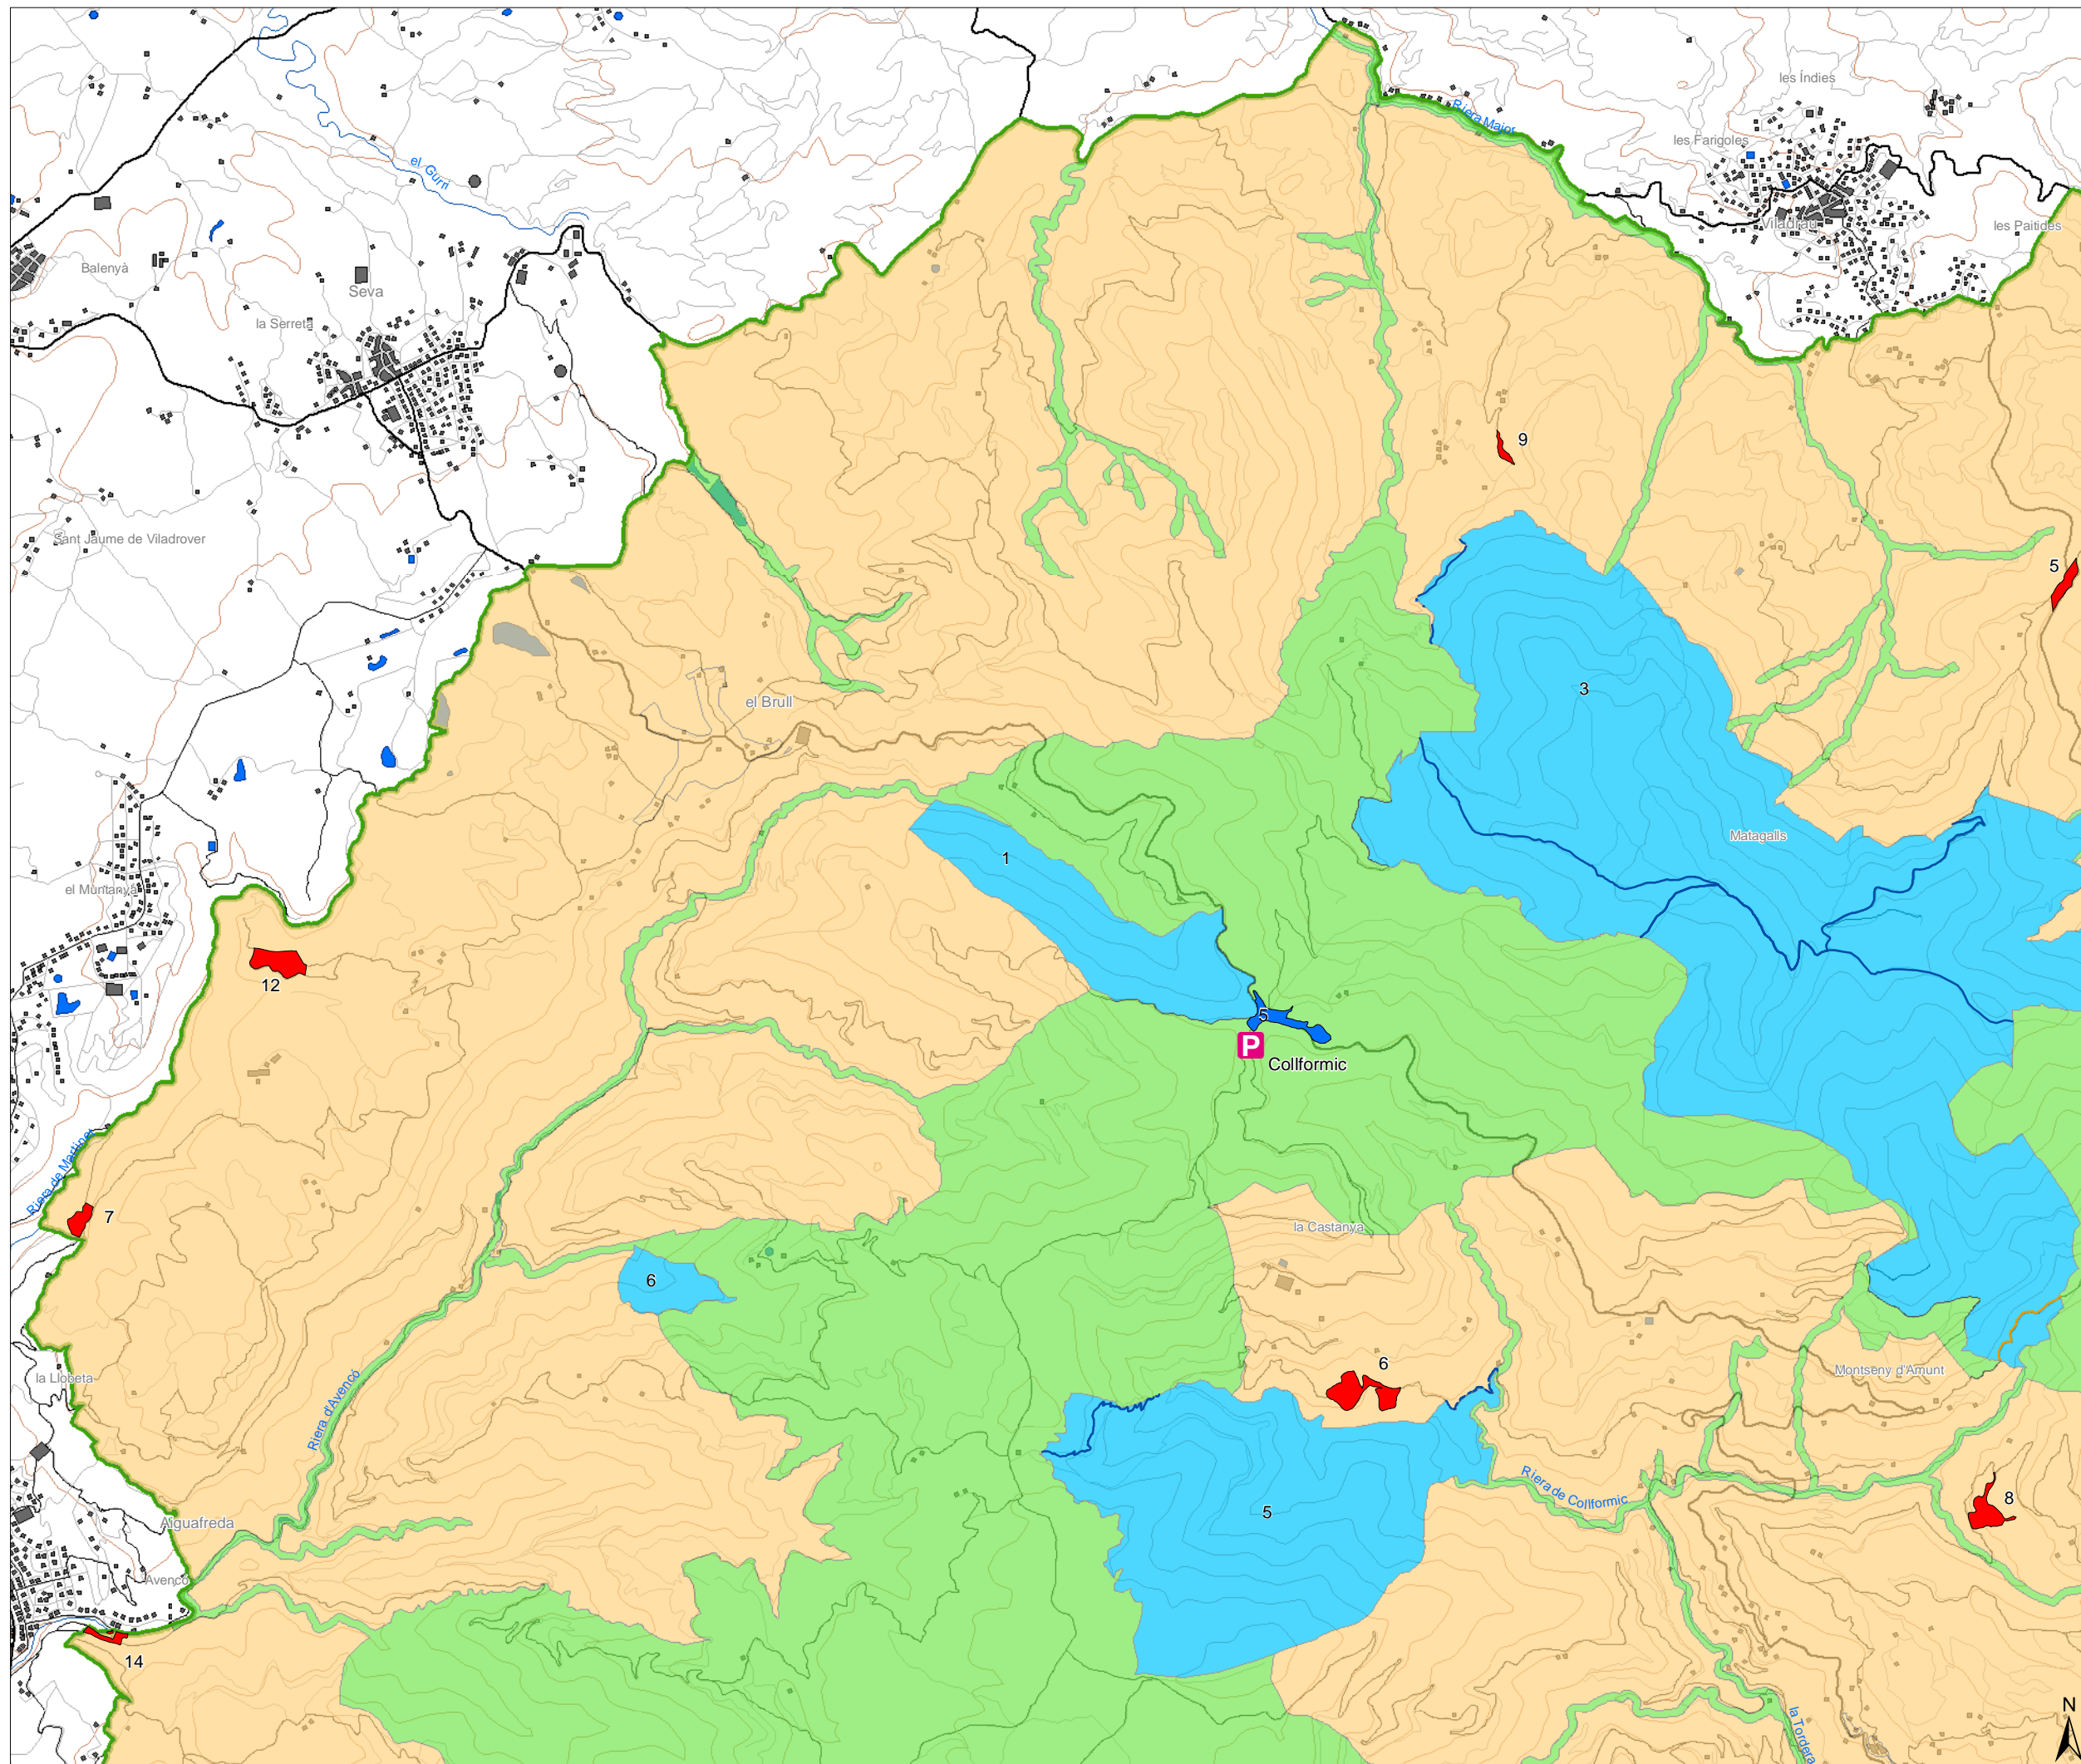 les Índies
Riera Major
les Farigoles
el Gurri
Viladrau
les Paitides
Balenyà
Seva
la Serreta
9
Sant Jaume de Viladrover
5
3
el Brull
Matagalls
1
el Muntanyà
12
5
P
Collformic
Riera de Martinet
7
la Castanya
6
6
Montseny d'Amunt
la Llobeta
Riera d'Avencó
Riera de Collformic
8
5
Aiguafreda
Avencó
14
la Tordera
N